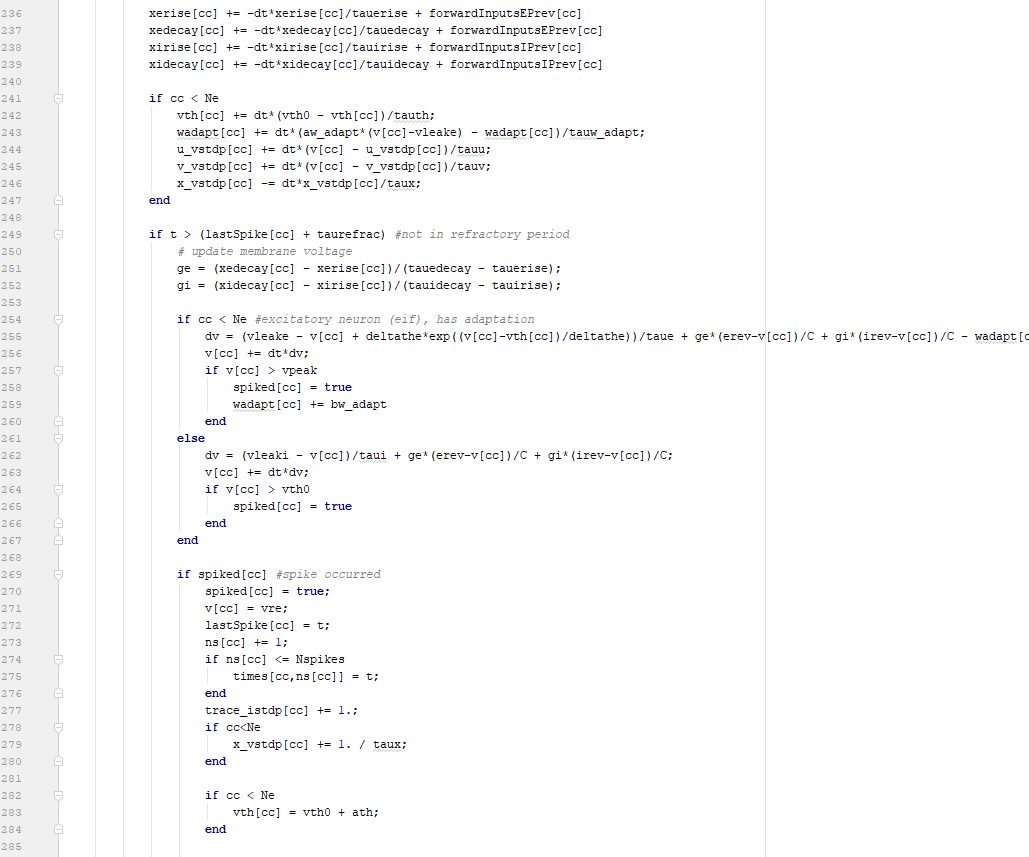 236 xerise[cc] += -dt*xerise[cc]/tauerise + forwardInputsEPrev[cc]
237 xedecay[cc] += -dt*xedecay[cc]/tauedecay + forwardInputsEPrev[cc]
238 xirise[cc] += -dt*xirise[cc]/tauirise + forwardInputsIPrev[cc]
239 xidecay[cc] += -dt*xidecay[cc]/tauidecay + forwardInputsIPrev[cc]
240
241 if cc < Ne
242 vth[cc] += dt*(vth0 - vth[cc])/tauth;
243 wadapt[cc] += dt*(aw_adapt*(v[cc]-vleake) - wadapt[cc])/tauw_adapt;
244 u_vstdp[cc] += dt*(v[cc] - u_vstdp[cc])/tauu;
245 v_vstdp[cc] += dt*(v[cc] - v_vstdp[cc])/tauv;
246 x_vstdp[cc] -= dt*x_vstdp[cc]/taux;
247 end
248
249 if t > (lastSpike[cc] + taurefrac) #not in refractory period
250 # update membrane voltage
251 ge = (xedecay[cc] - xerise[cc])/(tauedecay - tauerise);
252 gi = (xidecay[cc] - xirise[cc])/(tauidecay - tauirise);
253
254 if cc < Ne #excitatory neuron (eif), has adaptation
255 dv = (vleake - v[cc] + deltathe*exp((v[cc]-vth[cc])/deltathe))/taue + ge*(erev-v[cc])/C + gi*(irev-v[cc])/C - wadapt[c
256 v[cc] += dt*dv;
257 if v[cc] > vpeak
258 spiked[cc] = true
259 wadapt[cc] += bw_adapt
260 end
261 else
262 dv = (vleaki - v[cc])/taui + ge*(erev-v[cc])/C + gi*(irev-v[cc])/C;
263 v[cc] += dt*dv;
264 if v[cc] > vth0
265 spiked[cc] = true
266 end
267 end
268
269 if spiked[cc] #spike occurred
270 spiked[cc] = true;
271 v[cc] = vre;
272 lastSpike[cc] = t;
273 ns[cc] += 1;
274 if ns[cc] <= Nspikes
275 times[cc,ns[cc]] = t;
276 end
277 trace_istdp[cc] += 1.;
278 if cc<Ne
279 x_vstdp[cc] += 1. / taux;
280 end
281
282 if cc < Ne
283 vth[cc] = vth0 + ath;
284 end
285